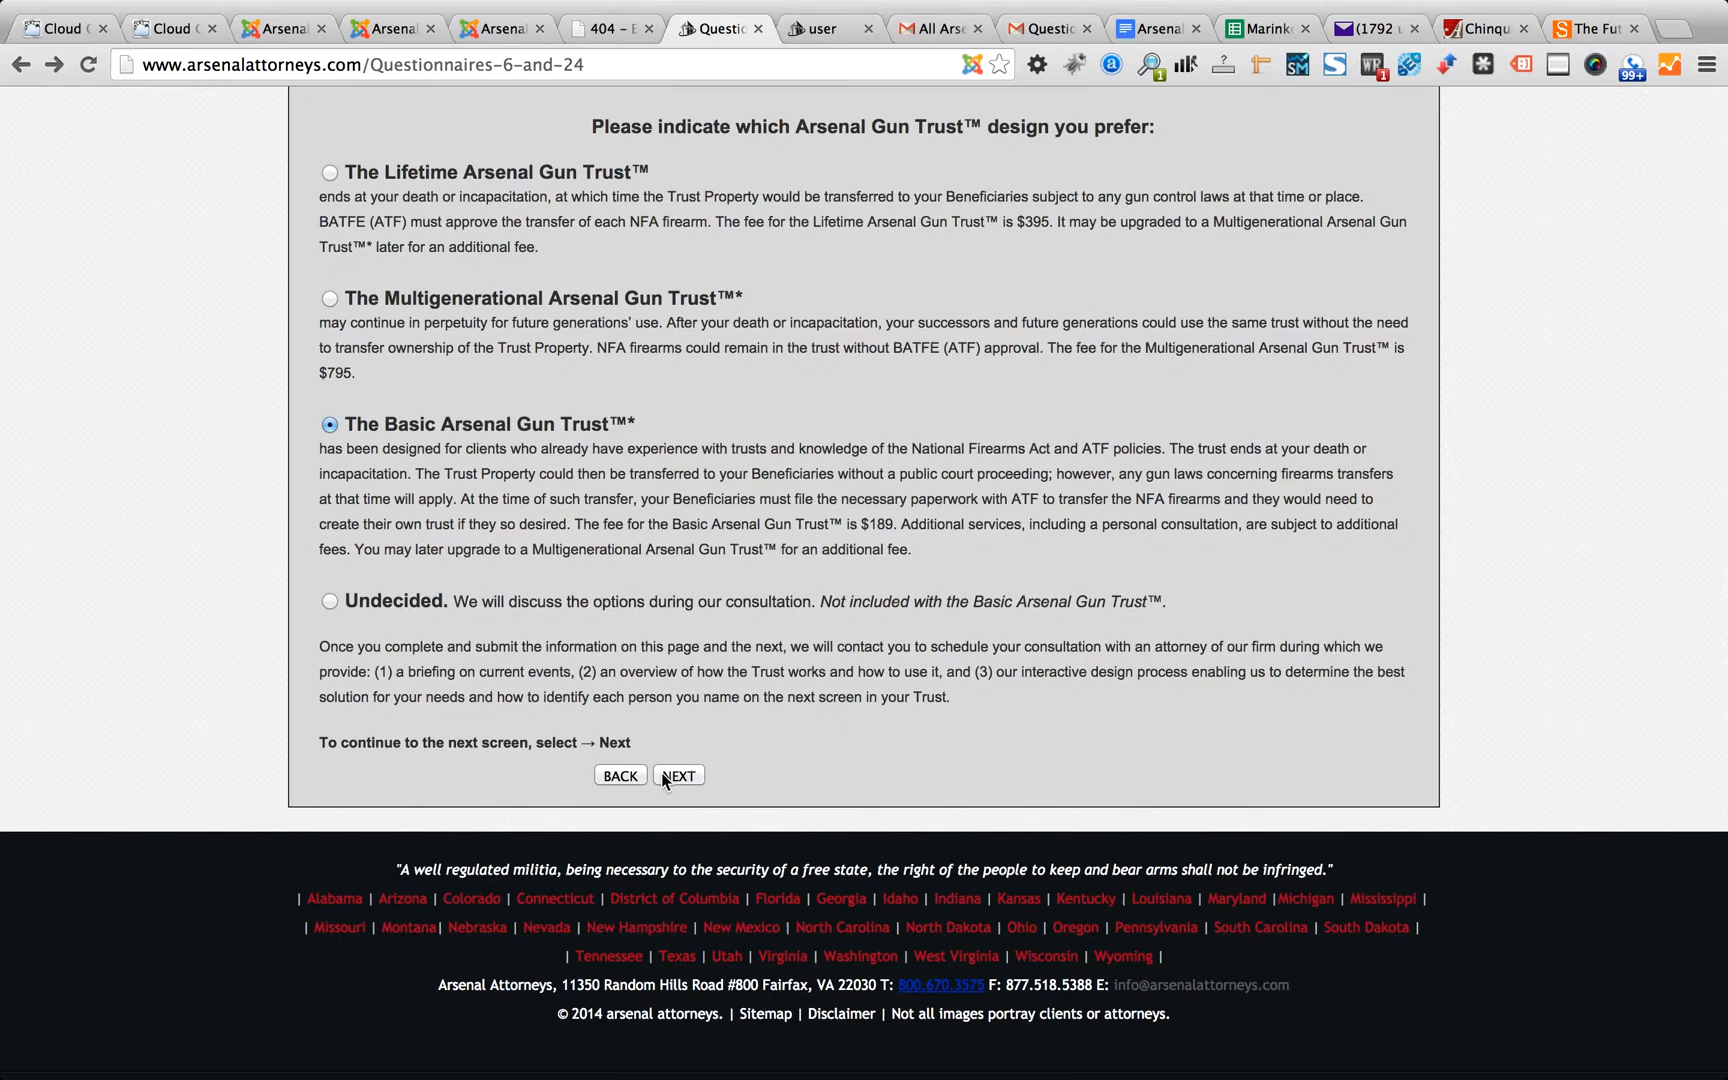 Cloud C
Cloud C
Arsenal
Arsenal
Arsenal
404 – E
Questic
user
All Arse
Questic
Arsenal
Marink
(1792 u
Chinqu
The Fut
www.arsenalattorneys.com/Questionnaires-6-and-24
Please indicate which Arsenal Gun Trust™ design you prefer:
The Lifetime Arsenal Gun Trust™
ends at your death or incapacitation, at which time the Trust Property would be transferred to your Beneficiaries subject to any gun control laws at that time or place.
BATFE (ATF) must approve the transfer of each NFA firearm. The fee for the Lifetime Arsenal Gun Trust™ is $395. It may be upgraded to a Multigenerational Arsenal Gun
Trust™* later for an additional fee.
The Multigenerational Arsenal Gun Trust™*
may continue in perpetuity for future generations' use. After your death or incapacitation, your successors and future generations could use the same trust without the need
to transfer ownership of the Trust Property. NFA firearms could remain in the trust without BATFE (ATF) approval. The fee for the Multigenerational Arsenal Gun Trust™ is
$795.
The Basic Arsenal Gun Trust™*
has been designed for clients who already have experience with trusts and knowledge of the National Firearms Act and ATF policies. The trust ends at your death or
incapacitation. The Trust Property could then be transferred to your Beneficiaries without a public court proceeding; however, any gun laws concerning firearms transfers
at that time will apply. At the time of such transfer, your Beneficiaries must file the necessary paperwork with ATF to transfer the NFA firearms and they would need to
create their own trust if they so desired. The fee for the Basic Arsenal Gun Trust™ is $189. Additional services, including a personal consultation, are subject to additional
fees. You may later upgrade to a Multigenerational Arsenal Gun Trust™ for an additional fee.
Undecided. We will discuss the options during our consultation. Not included with the Basic Arsenal Gun Trust™.
Once you complete and submit the information on this page and the next, we will contact you to schedule your consultation with an attorney of our firm during which we
provide: (1) a briefing on current events, (2) an overview of how the Trust works and how to use it, and (3) our interactive design process enabling us to determine the best
solution for your needs and how to identify each person you name on the next screen in your Trust.
To continue to the next screen, select → Next
BACK NEXT
"A well regulated militia, being necessary to the security of a free state, the right of the people to keep and bear arms shall not be infringed."
| Alabama | Arizona | Colorado | Connecticut | District of Columbia | Florida | Georgia | Idaho | Indiana | Kansas | Kentucky | Louisiana | Maryland |Michigan | Mississippi |
| Missouri | Montana| Nebraska | Nevada | New Hampshire | New Mexico | North Carolina | North Dakota | Ohio | Oregon | Pennsylvania | South Carolina | South Dakota |
| Tennessee | Texas | Utah | Virginia | Washington | West Virginia | Wisconsin | Wyoming |
Arsenal Attorneys, 11350 Random Hills Road #800 Fairfax, VA 22030 T: 800.670.3575 F: 877.518.5388 E: info@arsenalattorneys.com
© 2014 arsenal attorneys. | Sitemap | Disclaimer | Not all images portray clients or attorneys.